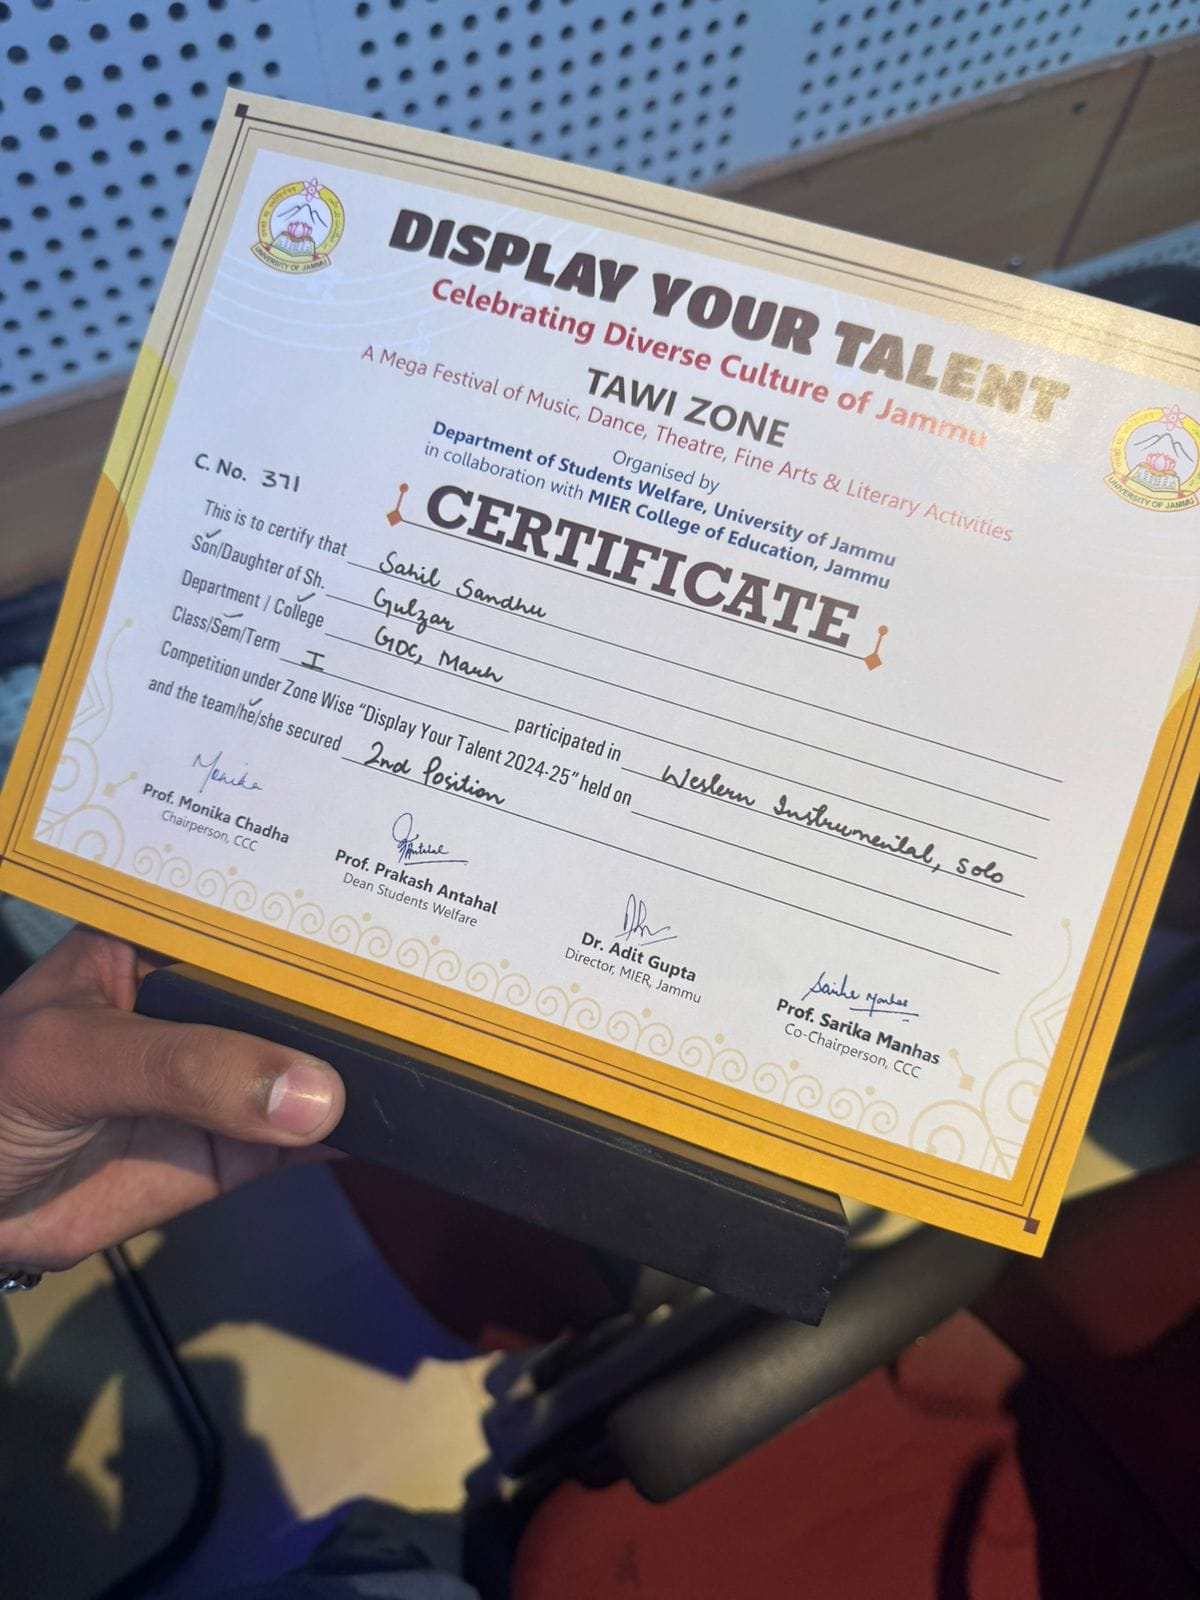 DISPLAY YOUR TALENT
Celebrating Diverse Culture of Jammu
TAWI ZONE
A Mega Festival of Music, Dance, Theatre, Fine Arts & Literary Activities
Organised by
Department of Students Welfare, University of Jammu
in collaboration with MIER College of Education, Jammu
UNIVERSITY OF JAMMU
UNIVERSITY OF JAMMU
C. No. 371
CERTIFICATE
This is to certify that Sahil Sandhu
Son/Daughter of Sh. Gulzar
Department / College GDC, Marh
Class/Sem/Term I participated in Western Instrumental, solo
Competition under Zone Wise "Display Your Talent 2024-25" held on
and the team/he/she secured 2nd Position
Monika
Prof. Monika Chadha
Chairperson, CCC
Prof. Prakash Antahal
Dean Students Welfare
Dr. Adit Gupta
Director, MIER, Jammu
Sarika Manhas
Prof. Sarika Manhas
Co-Chairperson, CCC